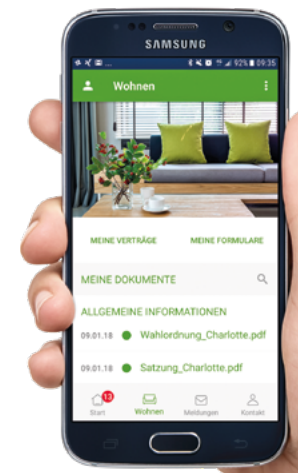 SAMSUNG
92% 09:35
Wohnen
MEINE VERTRÄGE MEINE FORMULARE
MEINE DOKUMENTE
ALLGEMEINE INFORMATIONEN
09.01.18 Wahlordnung_Charlotte.pdf
09.01.18 Satzung_Charlotte.pdf
13
Start Wohnen Meldungen Kontakt